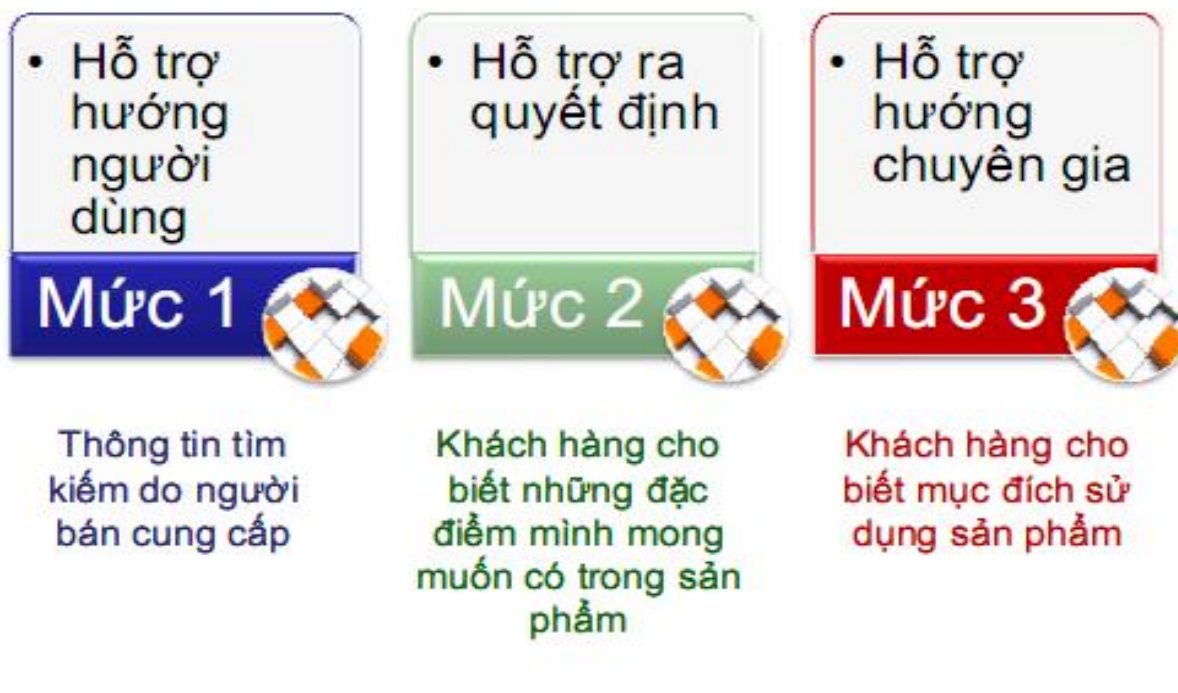 • Hỗ trợ
hướng
người
dùng
Mức 1
Thông tin tìm
kiếm do người
bán cung cấp
• Hỗ trợ ra
quyết định
Mức 2
Khách hàng cho
biết những đặc
điểm mình mong
muốn có trong sản
phẩm
• Hỗ trợ
hướng
chuyên gia
Mức 3
Khách hàng cho
biết mục đích sử
dụng sản phẩm